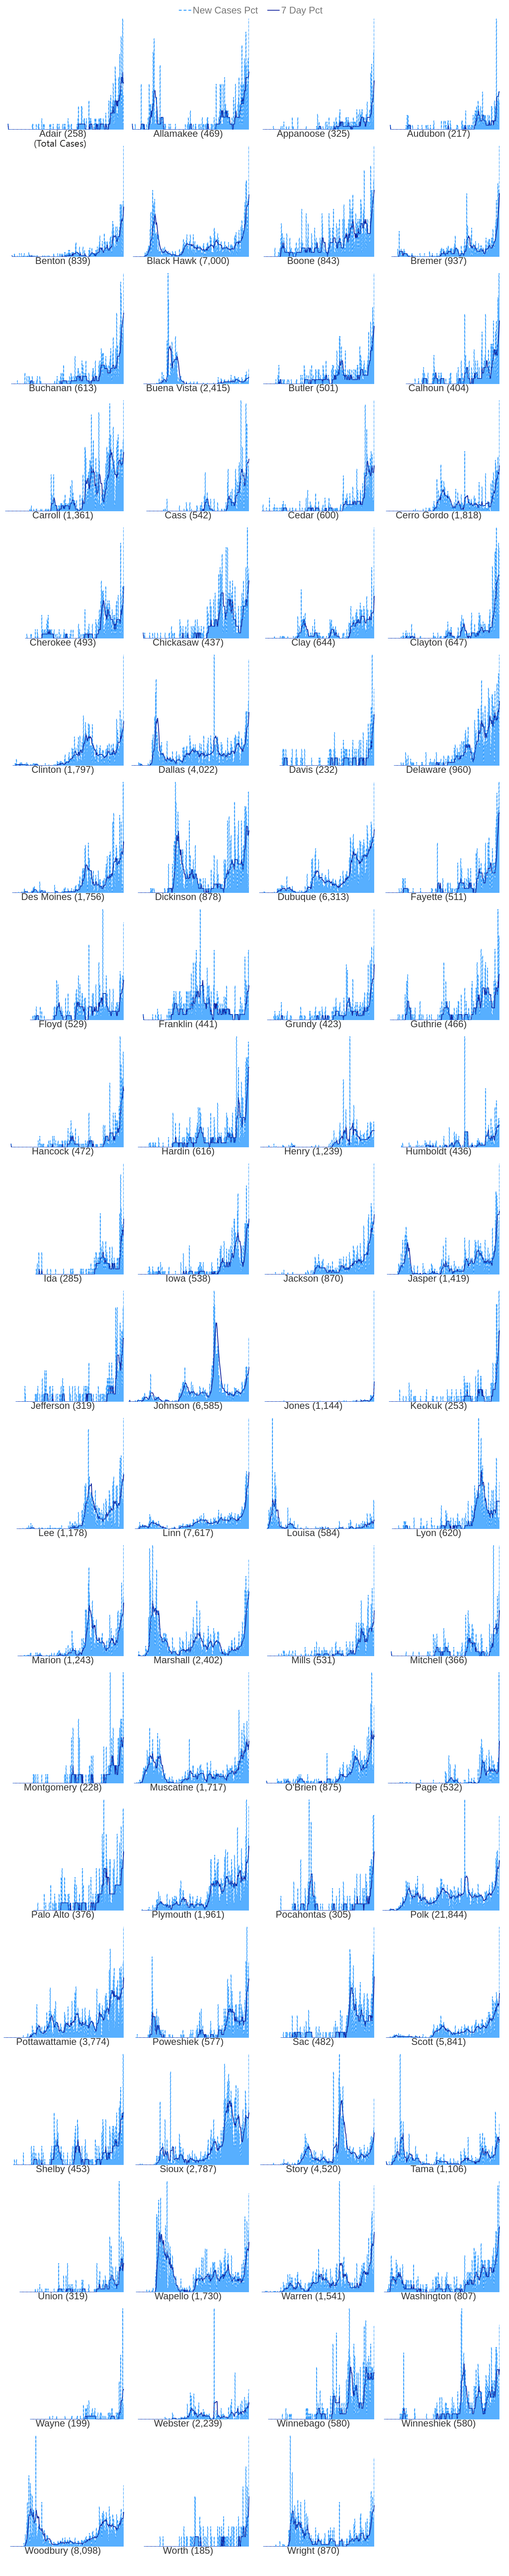 New Cases Pct 7 Day Pct
Adair (258) Allamakee (469) Appanoose (325) Audubon (217)
(Total Cases)
Benton (839) Black Hawk (7,000) Boone (843) Bremer (937)
Buchanan (613) Buena Vista (2,415) Butler (501) Calhoun (404)
Carroll (1,361) Cass (542) Cedar (600) Cerro Gordo (1,818)
Cherokee (493) Chickasaw (437) Clay (644) Clayton (647)
Clinton (1,797) Dallas (4,022) Davis (232) Delaware (960)
Des Moines (1,756) Dickinson (878) Dubuque (6,313) Fayette (511)
Floyd (529) Franklin (441) Grundy (423) Guthrie (466)
Hancock (472) Hardin (616) Henry (1,239) Humboldt (436)
Ida (285) Iowa (538) Jackson (870) Jasper (1,419)
Jefferson (319) Johnson (6,585) Jones (1,144) Keokuk (253)
Lee (1,178) Linn (7,617) Louisa (584) Lyon (620)
Marion (1,243) Marshall (2,402) Mills (531) Mitchell (366)
Montgomery (228) Muscatine (1,717) O'Brien (875) Page (532)
Palo Alto (376) Plymouth (1,961) Pocahontas (305) Polk (21,844)
Pottawattamie (3,774) Poweshiek (577) Sac (482) Scott (5,841)
Shelby (453) Sioux (2,787) Story (4,520) Tama (1,106)
Union (319) Wapello (1,730) Warren (1,541) Washington (807)
Wayne (199) Webster (2,239) Winnebago (580) Winneshiek (580)
Woodbury (8,098) Worth (185) Wright (870)